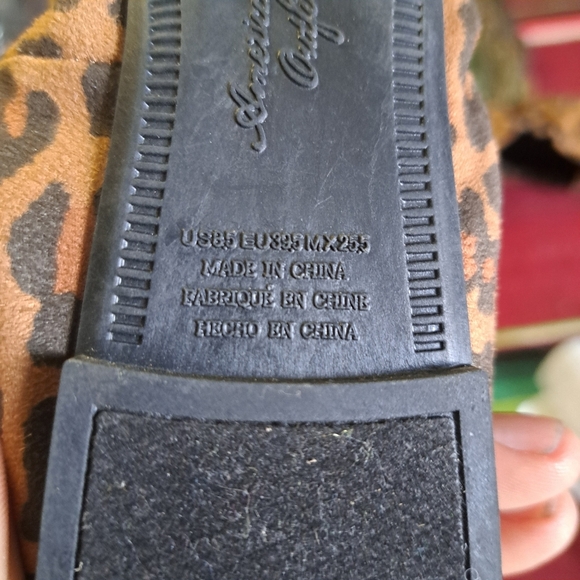 US85 EU395 MX255
MADE IN CHINA
FABRIQUÉ EN CHINE
HECHO EN CHINA